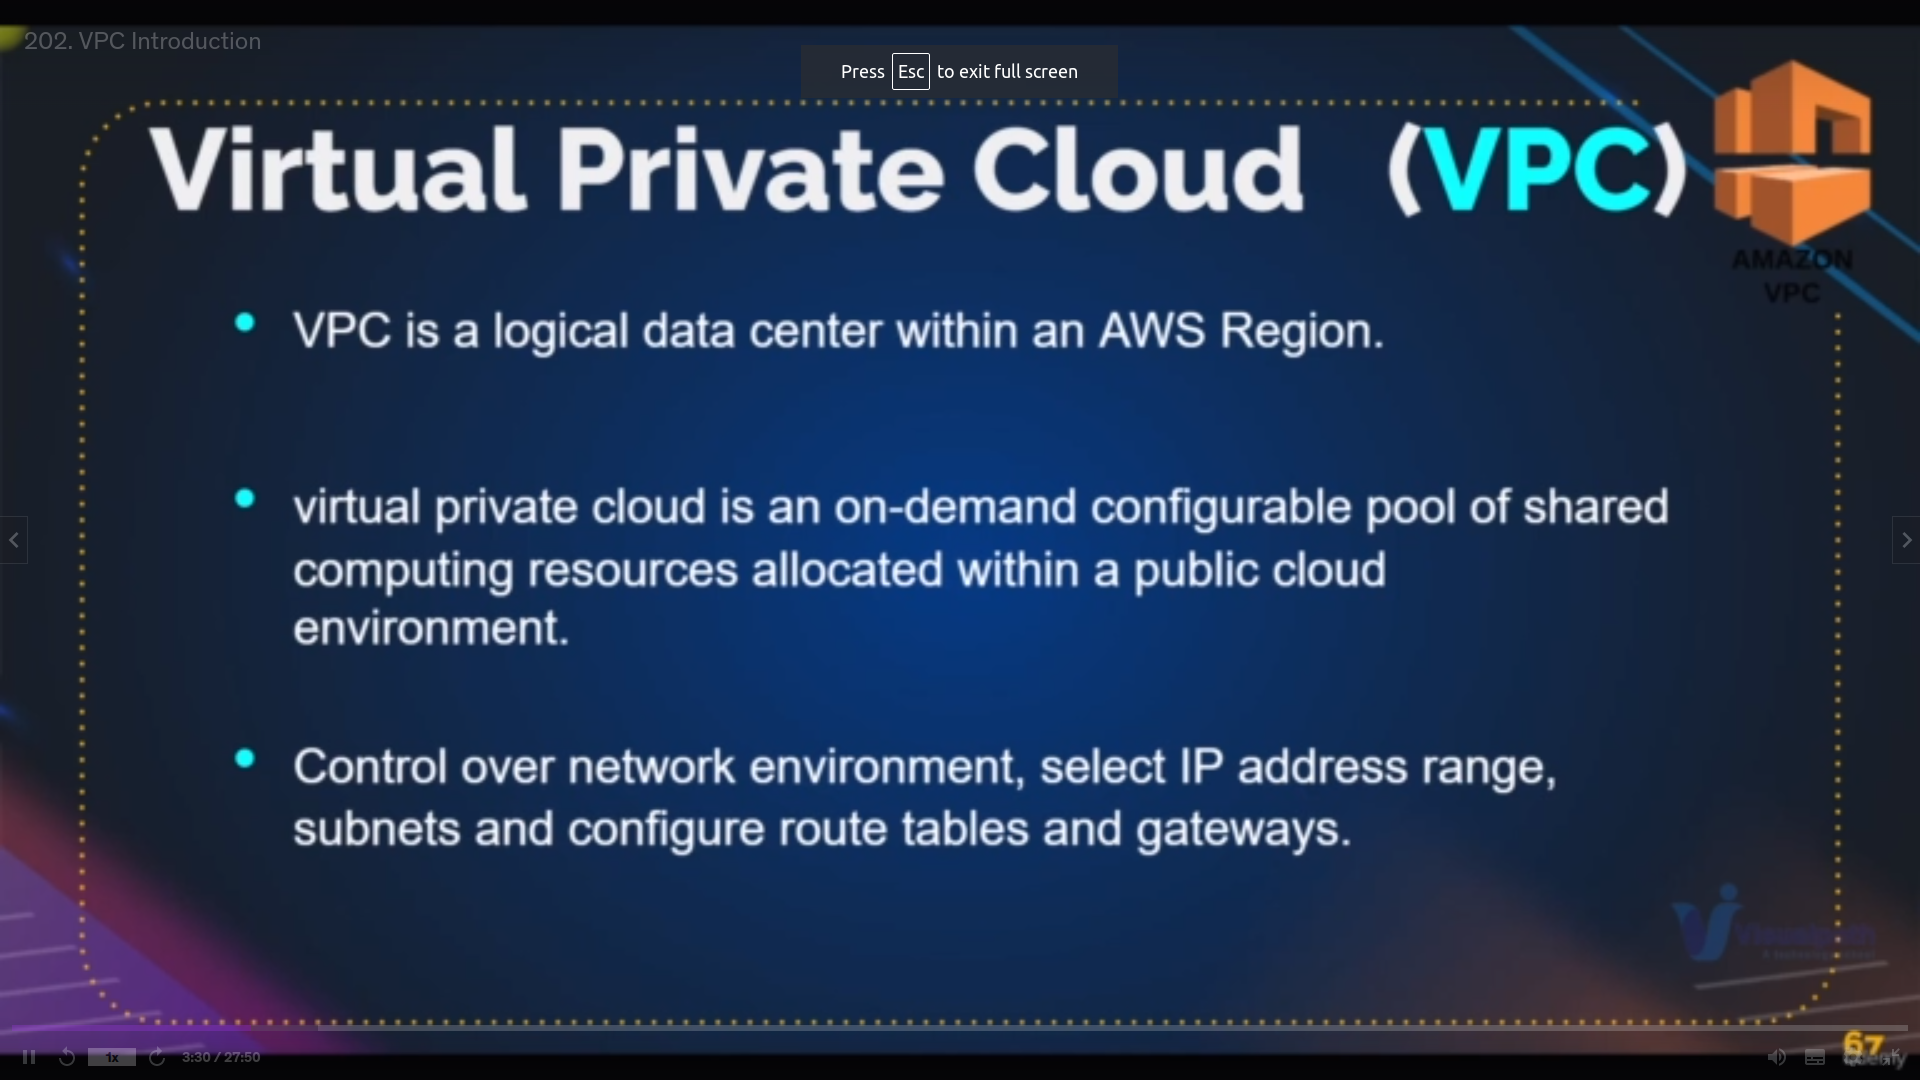 202. VPC Introduction
Press Esc to exit full screen
Virtual Private Cloud (VPC)
AMAZON
VPC
VPC is a logical data center within an AWS Region.
virtual private cloud is an on-demand configurable pool of shared
computing resources allocated within a public cloud
environment.
Control over network environment, select IP address range,
subnets and configure route tables and gateways.
67
1x
3:30 / 27:50